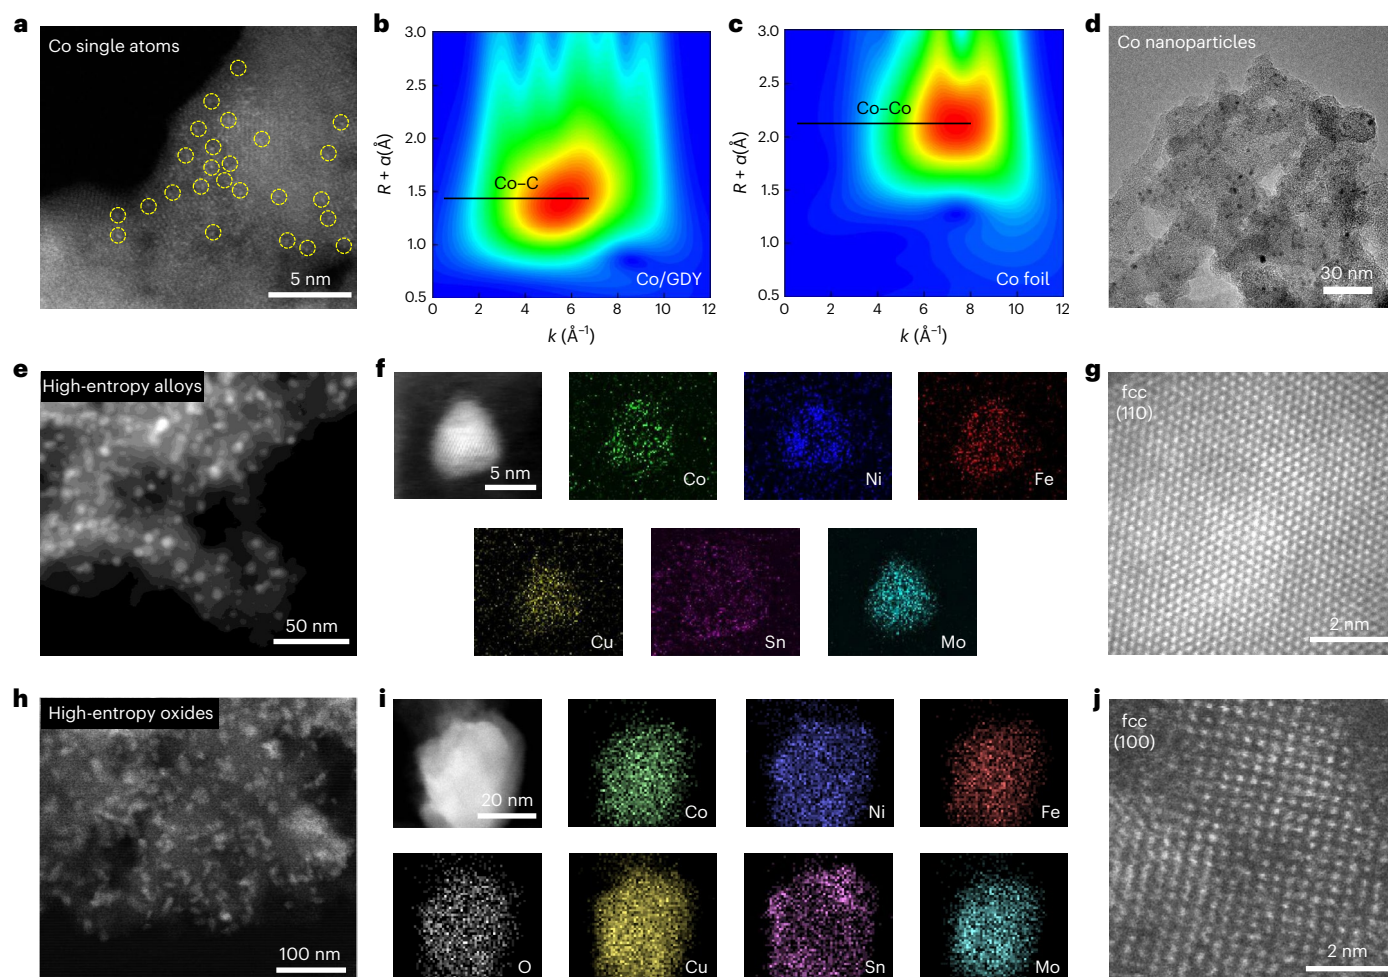 a
Co single atoms
5 nm
b
3.0
2.5
2.0
1.5
1.0
0.5
R + α(Å)
Co–C
Co/GDY
0 2 4 6 8 10 12
k (Å⁻¹)
c
3.0
2.5
2.0
1.5
1.0
0.5
R + α(Å)
Co–Co
Co foil
0 2 4 6 8 10 12
k (Å⁻¹)
d
Co nanoparticles
30 nm
e
High-entropy alloys
50 nm
f
5 nm
Co
Ni
Fe
Cu
Sn
Mo
g
fcc
(110)
2 nm
h
High-entropy oxides
100 nm
i
20 nm
Co
Ni
Fe
O
Cu
Sn
Mo
j
fcc
(100)
2 nm